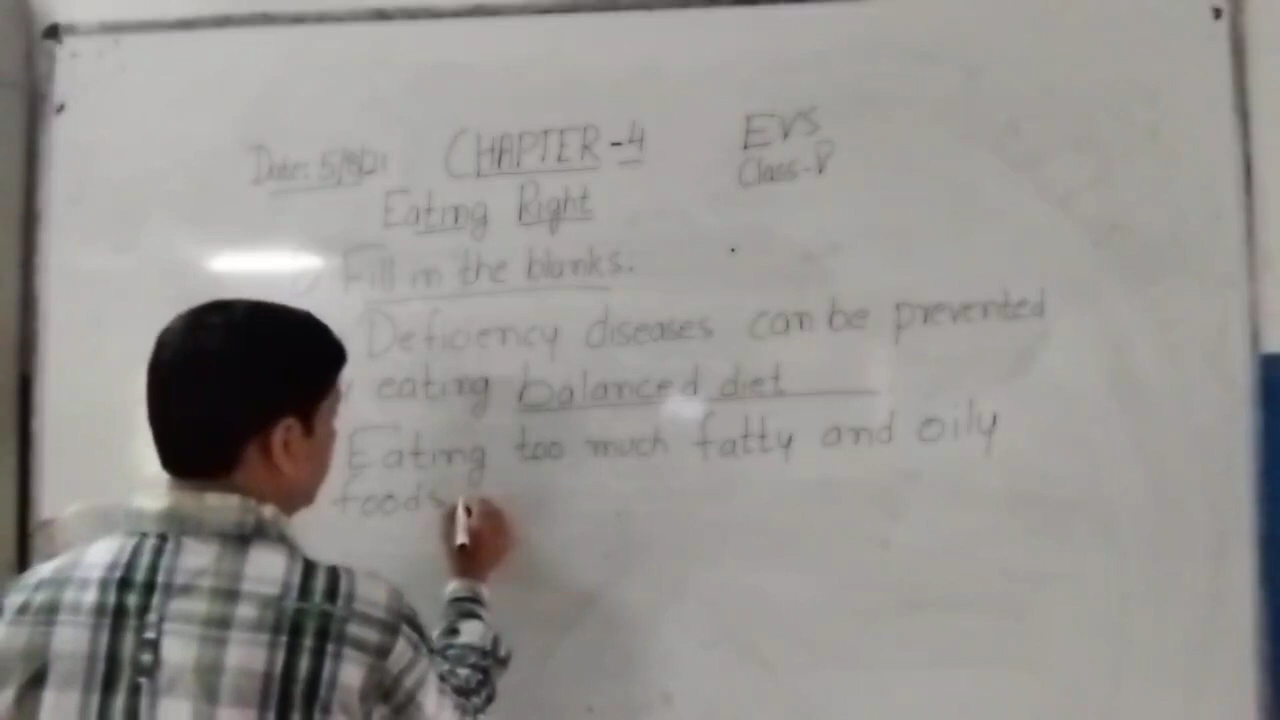 Date: 5/8/21 CHAPTER-4 EVS
Class-V
Eating Right
Fill in the blanks.
Deficiency diseases can be prevented
eating balanced diet
Eating too much fatty and oily
foods